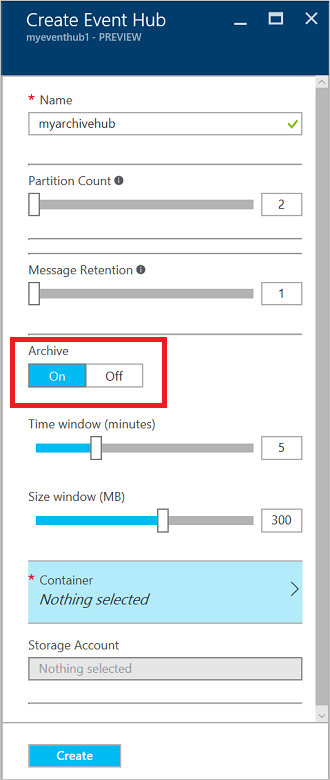 Create Event Hub
myeventhub1 - PREVIEW
* Name
myarchivehub
Partition Count
2
Message Retention
1
Archive
On Off
Time window (minutes)
5
Size window (MB)
300
* Container
Nothing selected
Storage Account
Nothing selected
Create